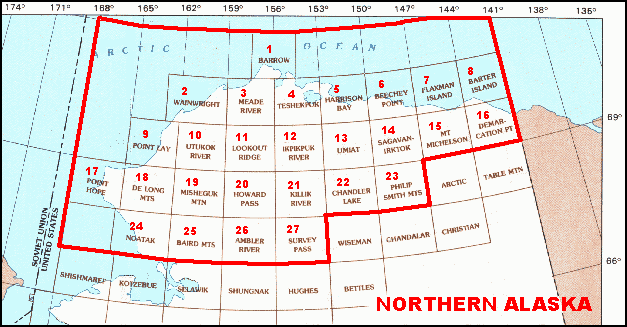 174° 171° 168° 165° 162° 159° 156° 153° 150° 147° 144° 141° 135°
ARCTIC OCEAN
1
BARROW
2
WAINWRIGHT
3
MEADE
RIVER
4
TESHEKPUK
5
HARRISON
BAY
6
BEECHEY
POINT
7
FLAXMAN
ISLAND
8
BARTER
ISLAND
9
POINT LAY
10
UTUKOK
RIVER
11
LOOKOUT
RIDGE
12
IKPIKPUK
RIVER
13
UMIAT
14
SAGAVAN-
IRKTOK
15
MT
MICHELSON
16
DEMAR-
CATION PT
69°
17
POINT
HOPE
18
DE LONG
MTS
19
MISHEGUK
MTN
20
HOWARD
PASS
21
KILLIK
RIVER
22
CHANDLER
LAKE
23
PHILIP
SMITH MTS
ARCTIC
TABLE MTN
24
NOATAK
25
BAIRD MTS
26
AMBLER
RIVER
27
SURVEY
PASS
WISEMAN
CHANDALAR
CHRISTIAN
SOVIET UNION
UNITED STATES
66°
SHISHMAREF
KOTZEBUE
SELAWIK
SHUNGNAK
HUGHES
BETTLES
NORTHERN ALASKA